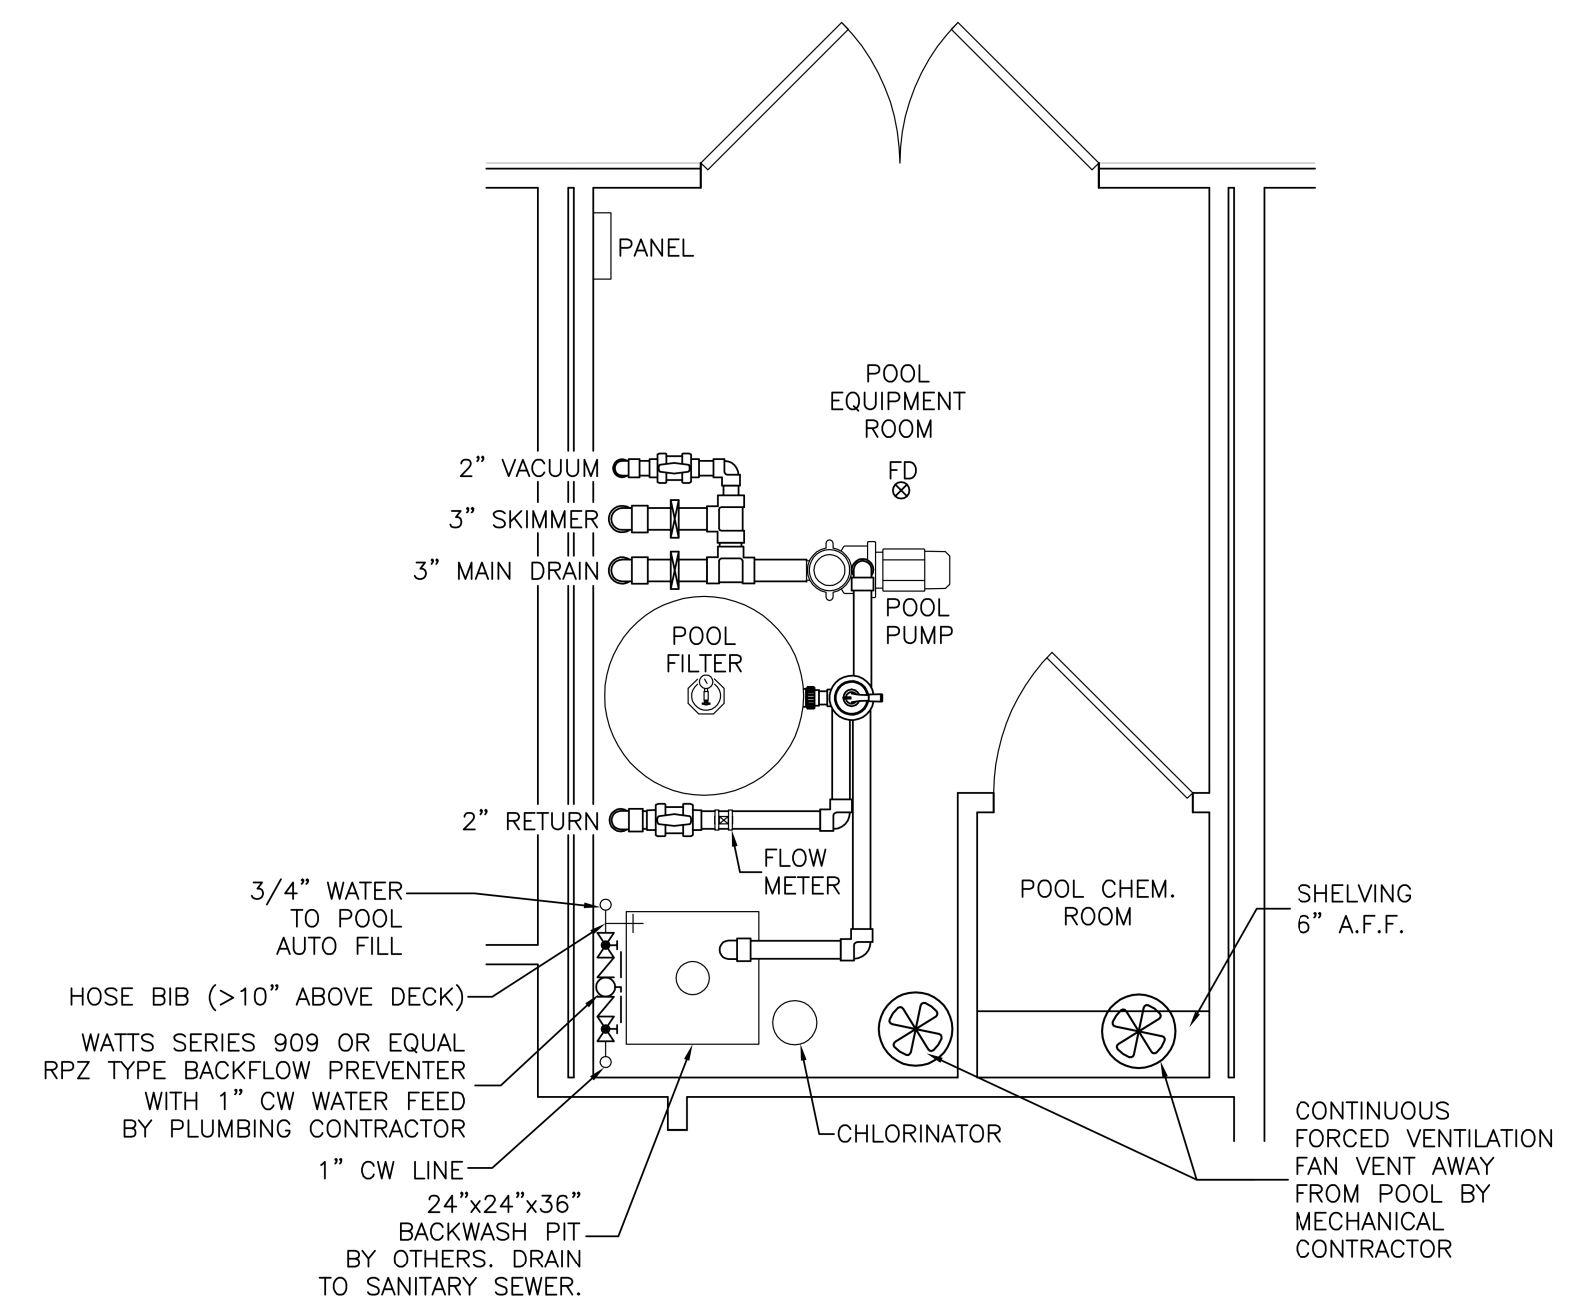 PANEL
POOL
EQUIPMENT
ROOM
FD
2” VACUUM
3” SKIMMER
3” MAIN DRAIN
POOL
PUMP
POOL
FILTER
2” RETURN
FLOW
METER
3/4” WATER
TO POOL
AUTO FILL
POOL CHEM.
ROOM
SHELVING
6” A.F.F.
HOSE BIB (>10” ABOVE DECK)
WATTS SERIES 909 OR EQUAL
RPZ TYPE BACKFLOW PREVENTER
WITH 1” CW WATER FEED
BY PLUMBING CONTRACTOR
1” CW LINE
24”x24”x36”
BACKWASH PIT
BY OTHERS. DRAIN
TO SANITARY SEWER.
CHLORINATOR
CONTINUOUS
FORCED VENTILATION
FAN VENT AWAY
FROM POOL BY
MECHANICAL
CONTRACTOR